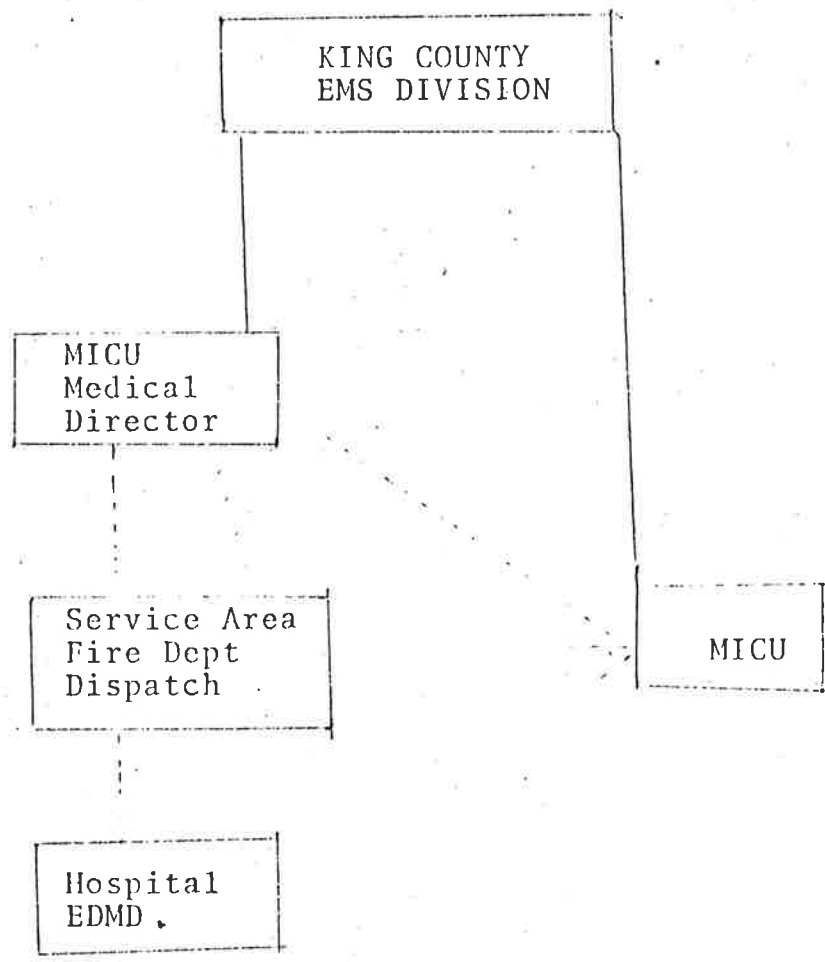 KING COUNTY
EMS DIVISION
MICU
Medical
Director
Service Area
Fire Dept
Dispatch
MICU
Hospital
EDMD